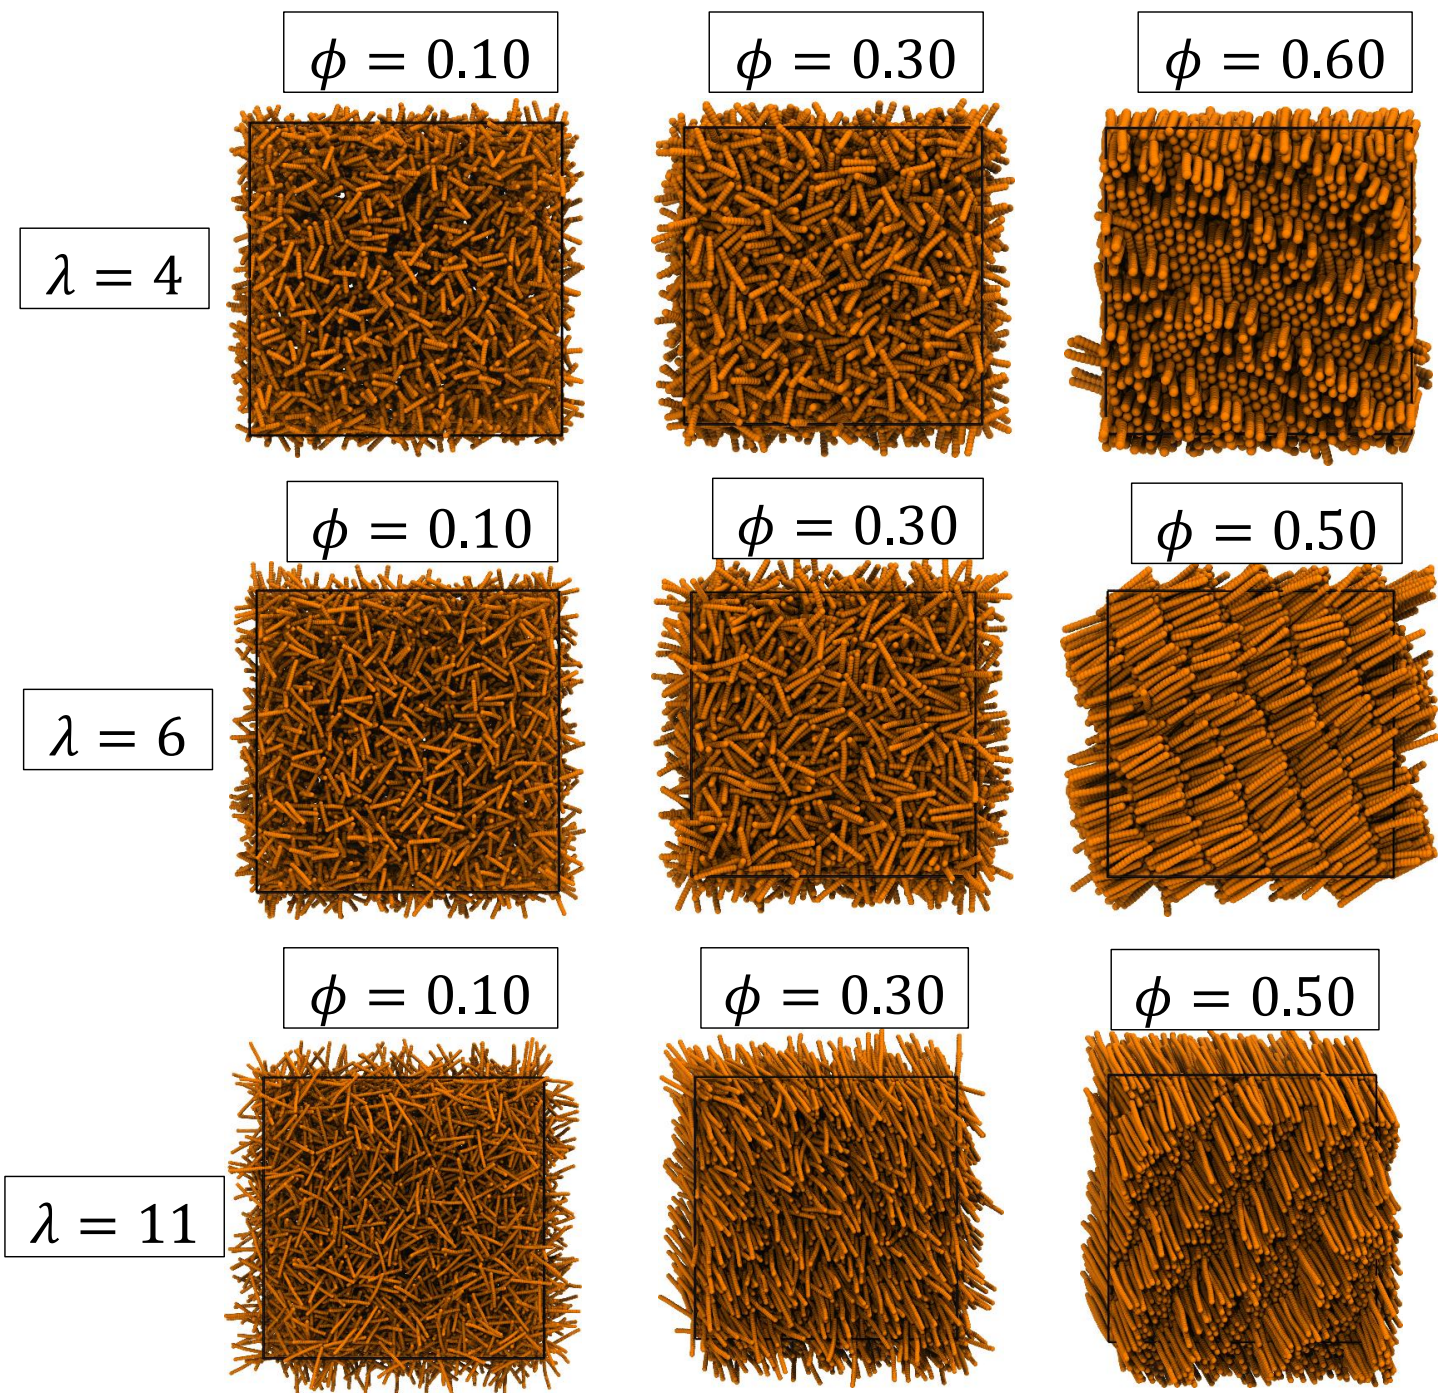 ϕ = 0.10
ϕ = 0.30
ϕ = 0.60
λ = 4
ϕ = 0.10
ϕ = 0.30
ϕ = 0.50
λ = 6
ϕ = 0.10
ϕ = 0.30
ϕ = 0.50
λ = 11